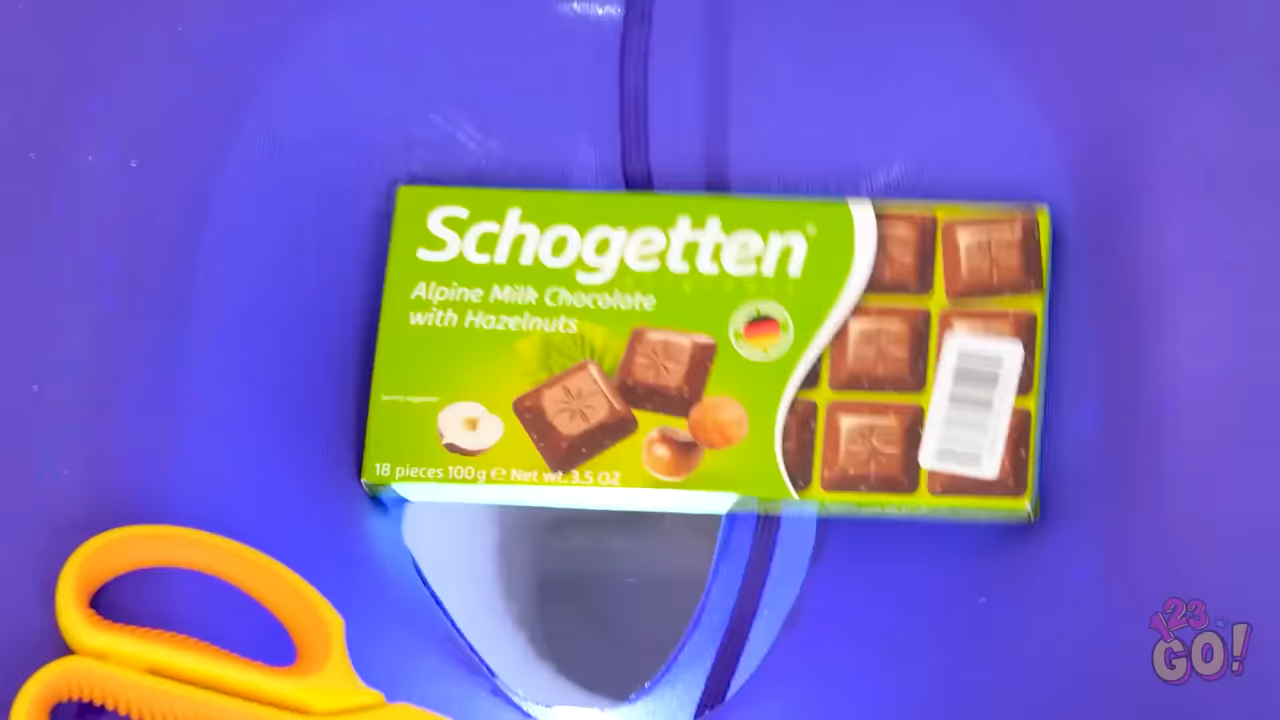 Schogetten
Alpine Milk Chocolate
with Hazelnuts
18 pieces 100g ℮ Net wt. 3.5 OZ
123
GO!